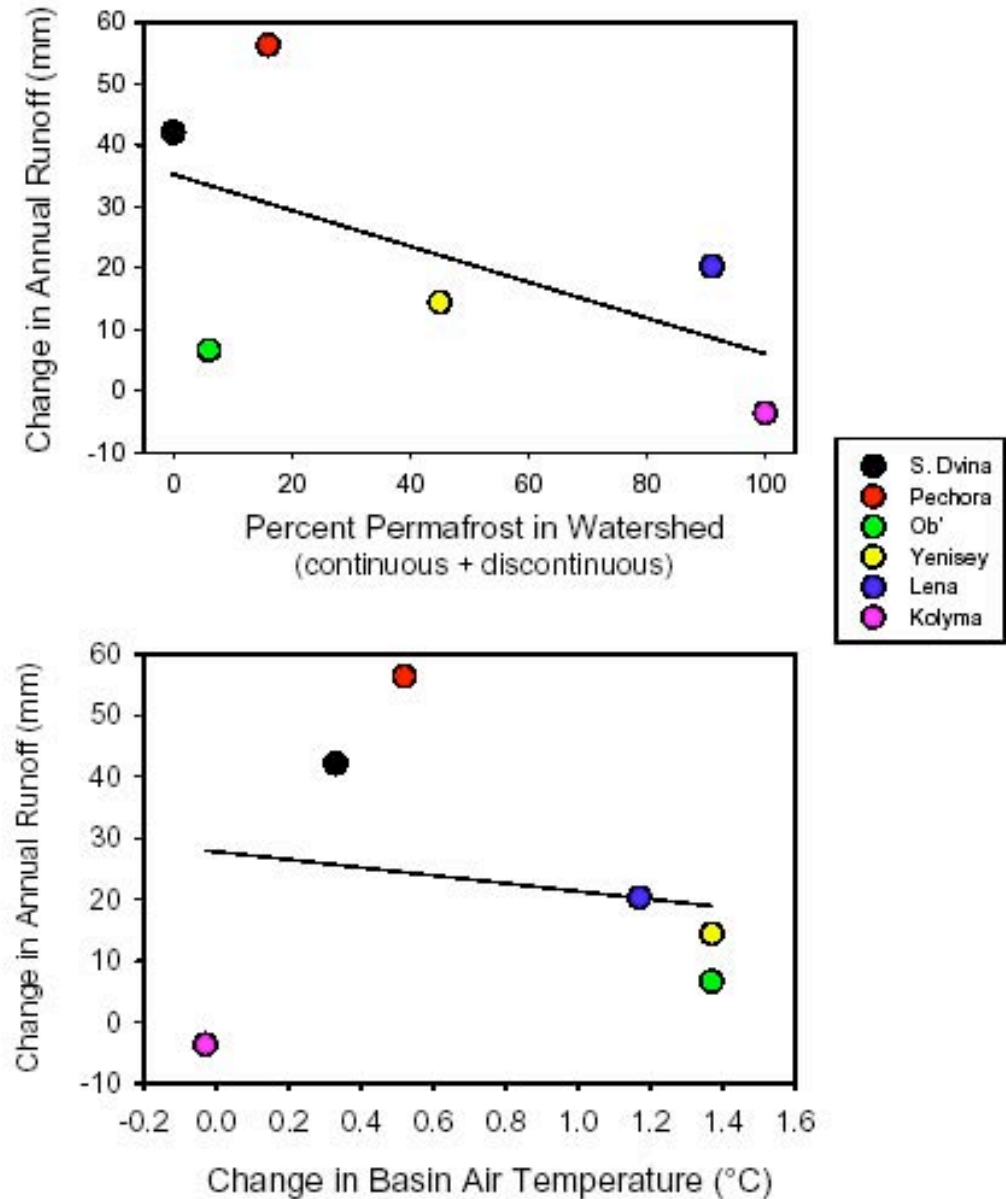 Change in Annual Runoff (mm)
60
50
40
30
20
10
0
-10
0 20 40 60 80 100
Percent Permafrost in Watershed
(continuous + discontinuous)
S. Dvina
Pechora
Ob'
Yenisey
Lena
Kolyma
Change in Annual Runoff (mm)
60
50
40
30
20
10
0
-10
-0.2 0.0 0.2 0.4 0.6 0.8 1.0 1.2 1.4 1.6
Change in Basin Air Temperature (°C)